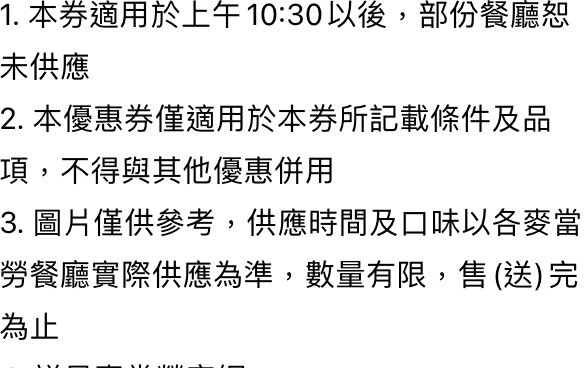 1. 本券適用於上午10:30以後，部份餐廳恕
未供應
2. 本優惠券僅適用於本券所記載條件及品
項，不得與其他優惠併用
3. 圖片僅供參考，供應時間及口味以各麥當
勞餐廳實際供應為準，數量有限，售(送)完
為止